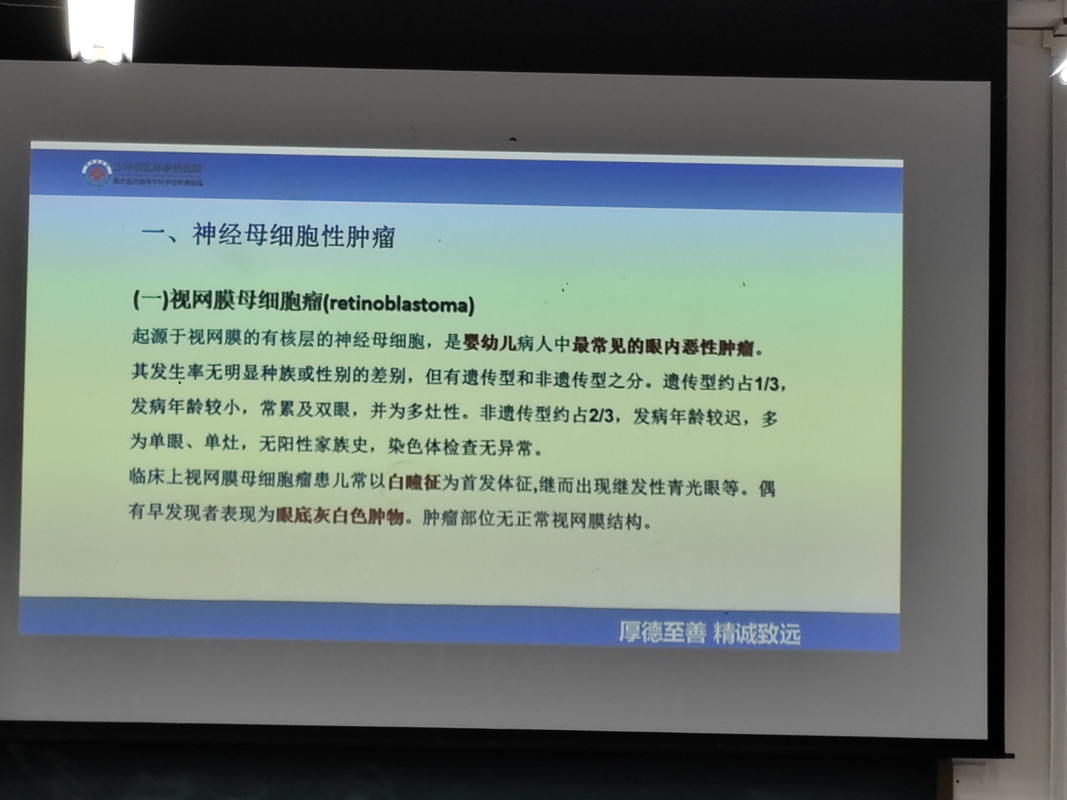 一、神经母细胞性肿瘤
(一)视网膜母细胞瘤(retinoblastoma)
起源于视网膜的有核层的神经母细胞，是婴幼儿病人中最常见的眼内恶性肿瘤。
其发生率无明显种族或性别的差别，但有遗传型和非遗传型之分。遗传型约占1/3，
发病年龄较小，常累及双眼，并为多灶性。非遗传型约占2/3，发病年龄较迟，多
为单眼、单灶，无阳性家族史，染色体检查无异常。
临床上视网膜母细胞瘤患儿常以白瞳征为首发体征,继而出现继发性青光眼等。偶
有早发现者表现为眼底灰白色肿物。肿瘤部位无正常视网膜结构。
厚德至善 精诚致远